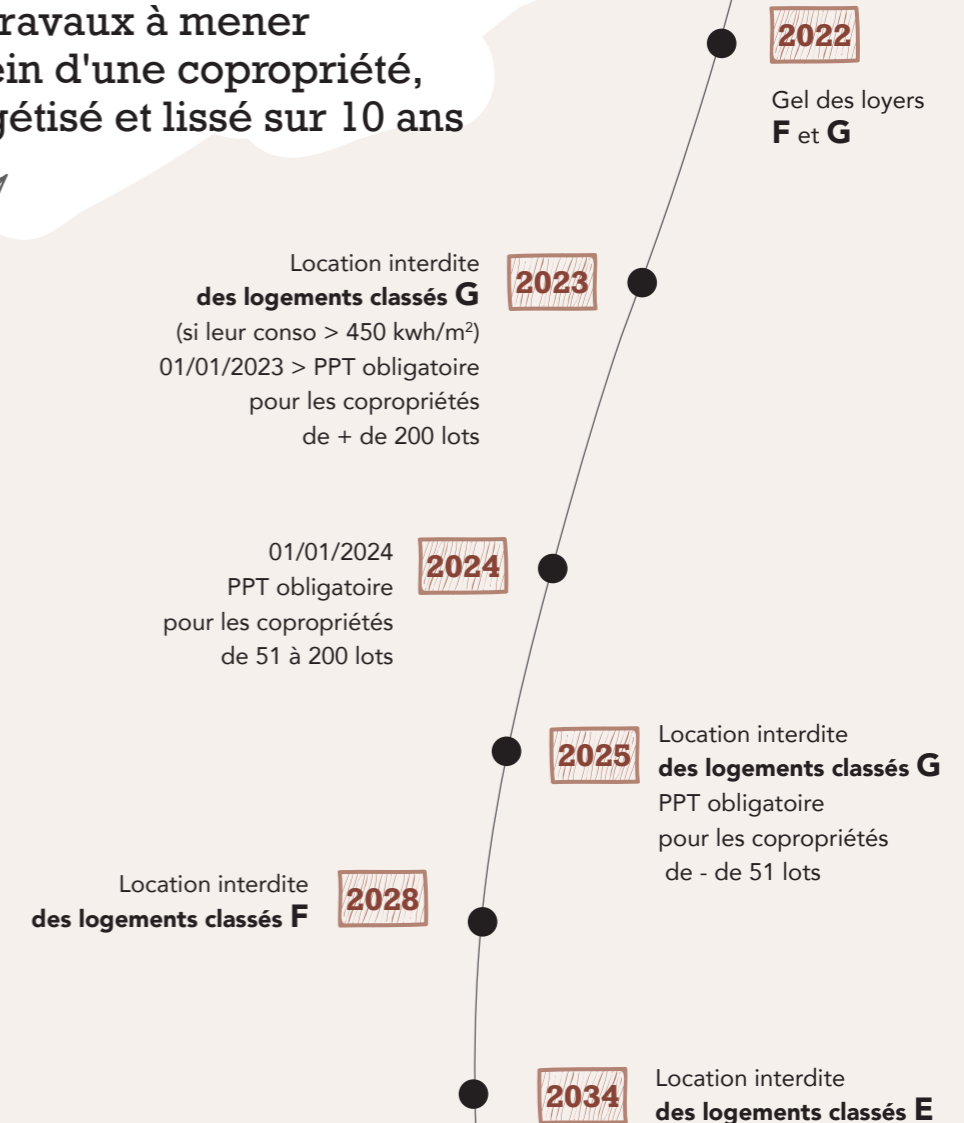 ravaux à mener
ein d'une copropriété,
gétisé et lissé sur 10 ans
2022
Gel des loyers
F et G
Location interdite
des logements classés G
(si leur conso > 450 kwh/m²)
01/01/2023 > PPT obligatoire
pour les copropriétés
de + de 200 lots
2023
01/01/2024
PPT obligatoire
pour les copropriétés
de 51 à 200 lots
2024
2025
Location interdite
des logements classés G
PPT obligatoire
pour les copropriétés
de - de 51 lots
Location interdite
des logements classés F
2028
2034
Location interdite
des logements classés E